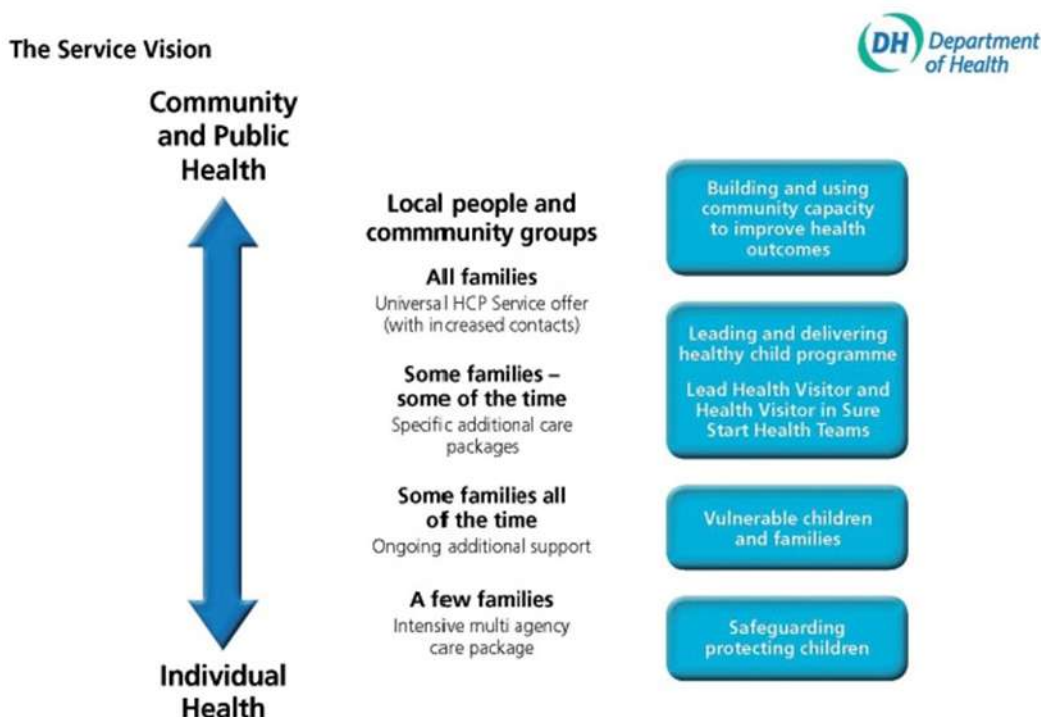 The Service Vision
DH Department
of Health
Community
and Public
Health
Local people and
commmunity groups
All families
Universal HCP Service offer
(with increased contacts)
Some families –
some of the time
Specific additional care
packages
Some families all
of the time
Ongoing additional support
A few families
Intensive multi agency
care package
Individual
Health
Building and using
community capacity
to improve health
outcomes
Leading and delivering
healthy child programme
Lead Health Visitor and
Health Visitor in Sure
Start Health Teams
Vulnerable children
and families
Safeguarding
protecting children